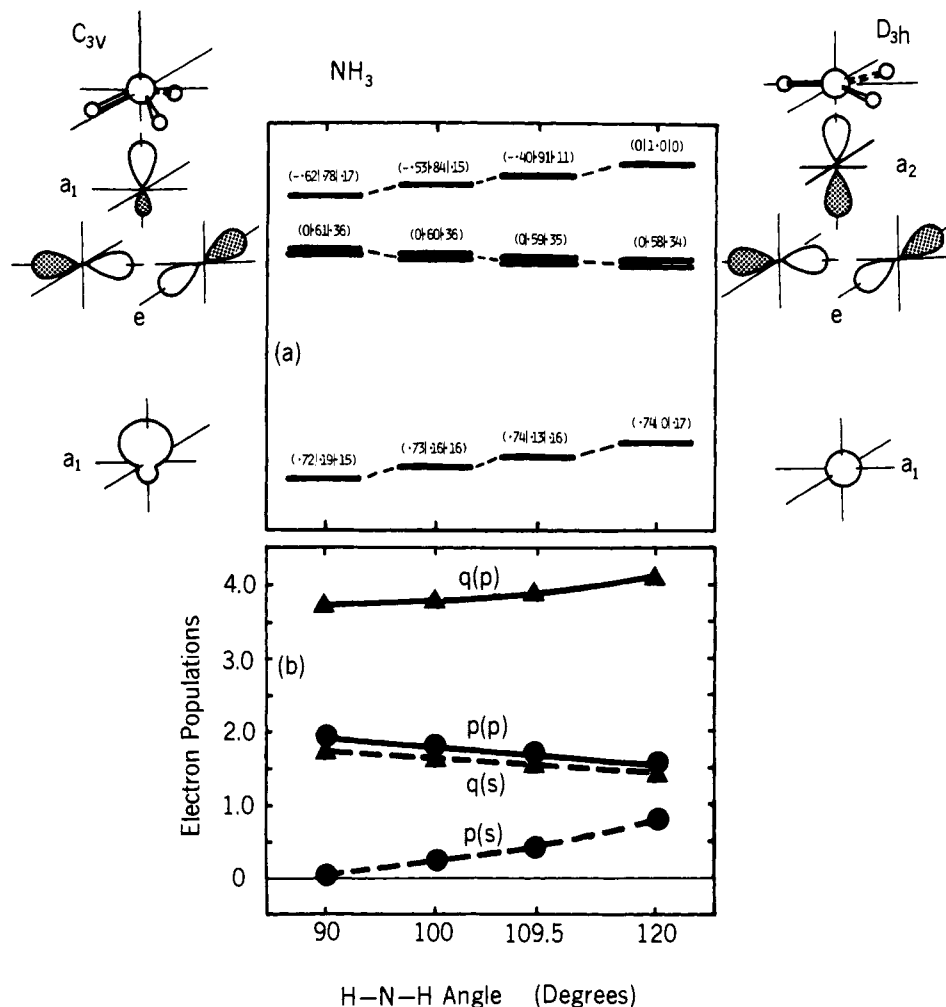 C3v
D3h
NH3
(-·62|·78|·17)
(-·53|·84|·15)
(-·40|·91|·11)
(0|1·0|0)
a1
a2
(0|·61|·36)
(0|·60|·36)
(0|·59|·35)
(0|·58|·34)
e
e
(a)
(·72|·19|·15)
(·73|·16|·16)
(·74|·13|·16)
(·74|0|·17)
a1
a1
4.0
3.0
2.0
1.0
0
Electron Populations
q(p)
(b)
p(p)
q(s)
p(s)
90
100
109.5
120
H–N–H Angle (Degrees)